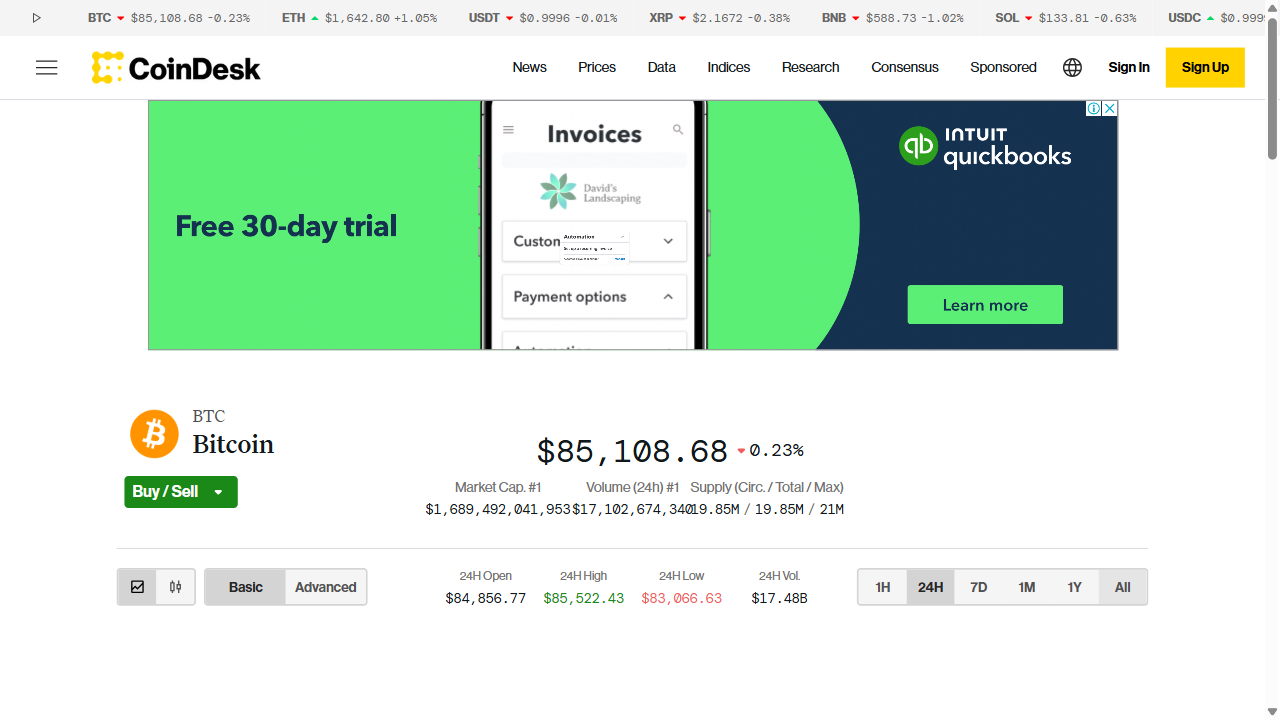 BTC $85,108.68 -0.23% ETH $1,642.80 +1.05% USDT $0.9996 -0.01% XRP $2.1672 -0.38% BNB $588.73 -1.02% SOL $133.81 -0.63% USDC
CoinDesk News Prices Data Indices Research Consensus Sponsored Sign In Sign Up
Invoices
David's
Landscaping
Free 30-day trial
Automation
Payment options
INTUIT
quickbooks
Learn more
BTC
Bitcoin
Buy / Sell
$85,108.68 0.23%
Market Cap. #1 Volume (24h) #1 Supply (Circ. / Total / Max)
$1,689,492,041,953 $17,102,674,340 19.85M / 19.85M / 21M
Basic Advanced
24H Open 24H High 24H Low 24H Vol.
$84,856.77 $85,522.43 $83,066.63 $17.48B
1H 24H 7D 1M 1Y All